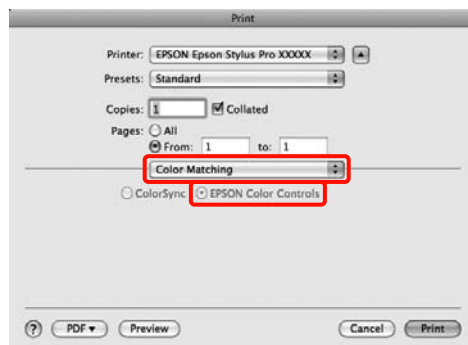 Print
Printer: EPSON Epson Stylus Pro XXXXX
Presets: Standard
Copies: 1 Collated
Pages: All
From: 1 to: 1
Color Matching
ColorSync EPSON Color Controls
? PDF Preview Cancel Print